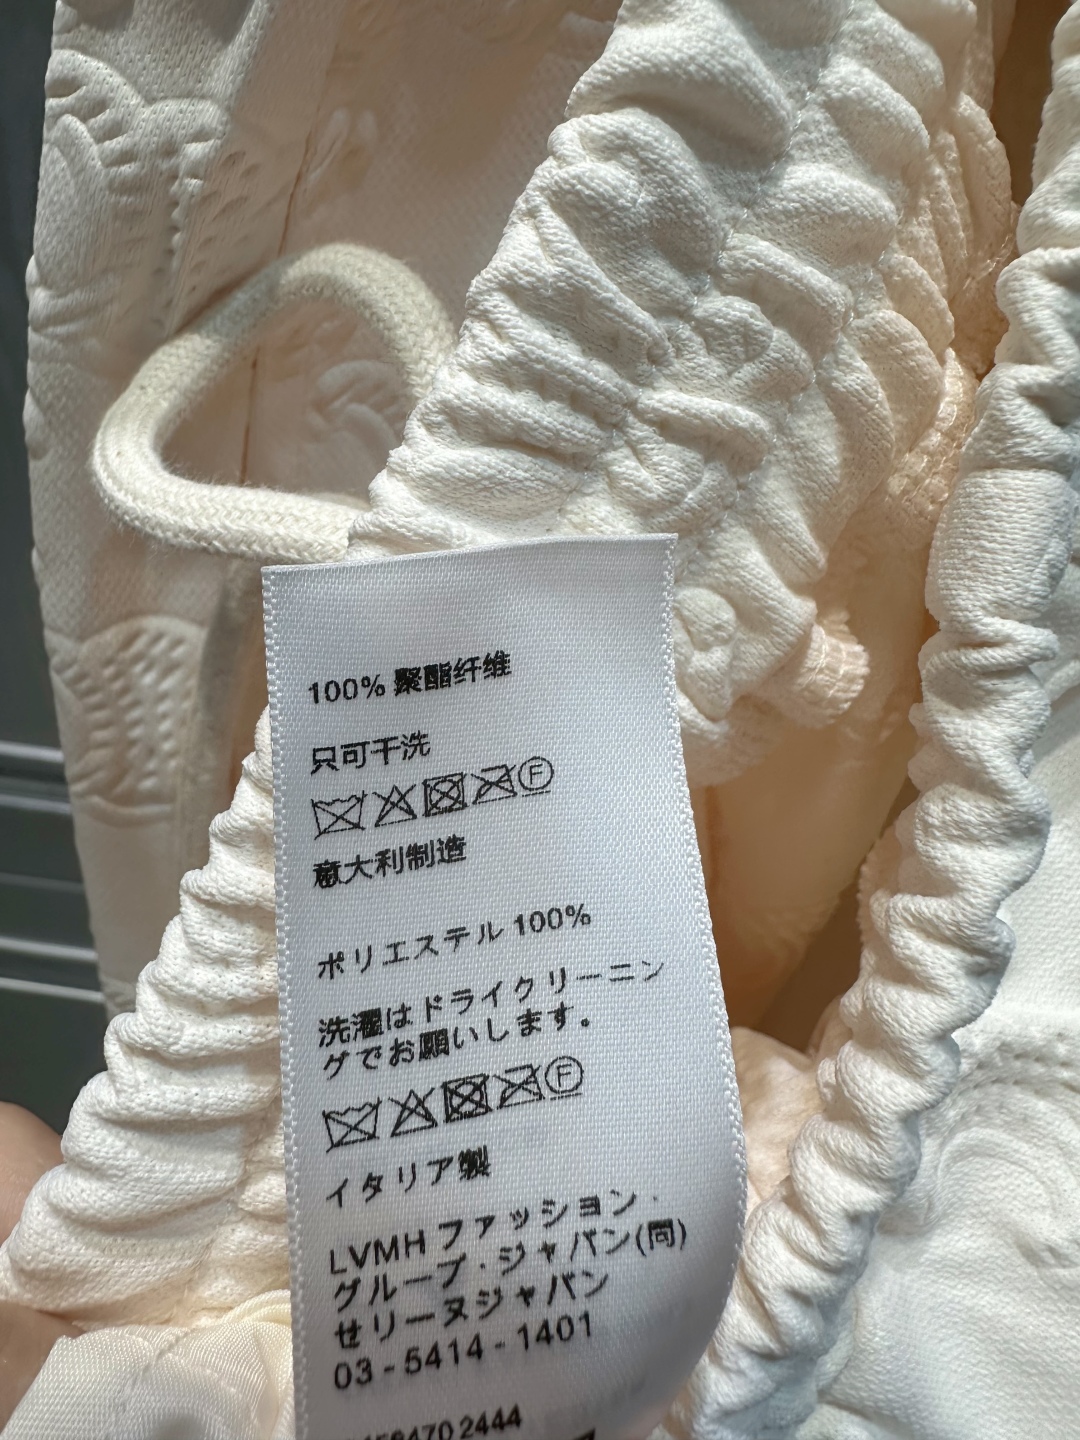 100% 聚酯纤维
只可干洗
F
意大利制造
ポリエステル 100%
洗濯はドライクリーニン
グでお願いします。
F
イタリア製
LVMH ファッション・
グループ・ジャパン(同)
せリーヌジャパン
03 - 5414 - 1401
2444